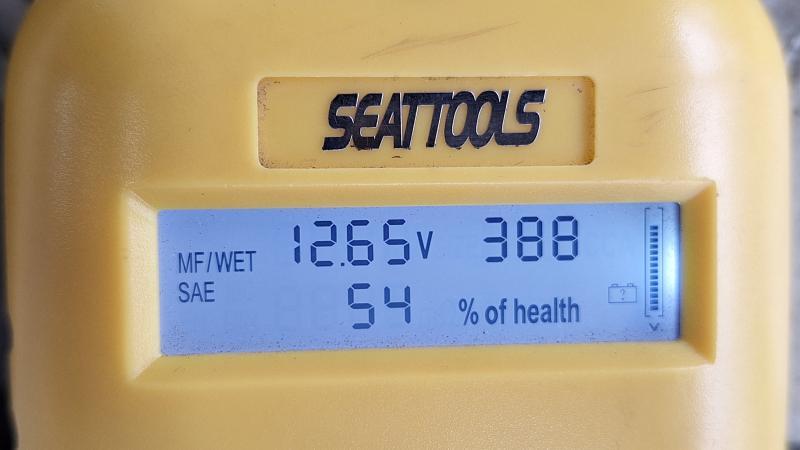 SEATTOOLS
MF/WET 12.65V 388
SAE 54 % of health
?
V